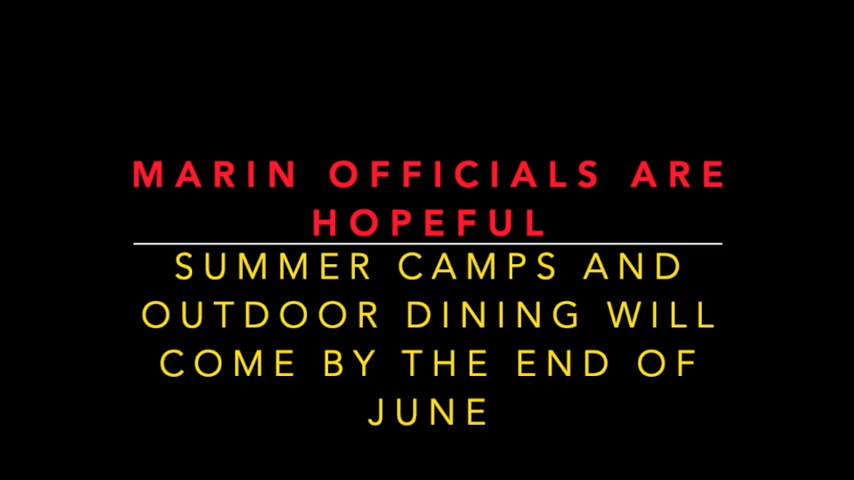 MARIN OFFICIALS ARE
HOPEFUL
SUMMER CAMPS AND
OUTDOOR DINING WILL
COME BY THE END OF
JUNE